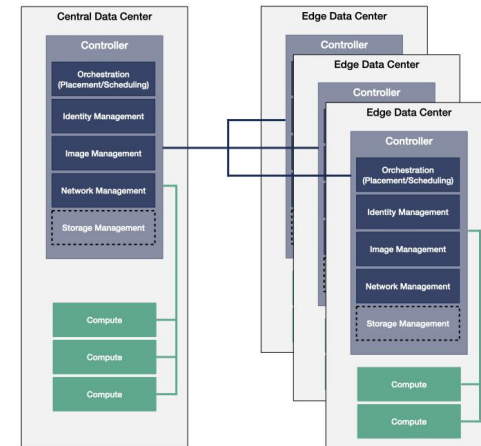 Central Data Center
Controller
Orchestration
(Placement/Scheduling)
Identity Management
Image Management
Network Management
Storage Management
Compute
Compute
Compute
Edge Data Center
Controller
Edge Data Center
Controller
Edge Data Center
Controller
Orchestration
(Placement/Scheduling)
Identity Management
Image Management
Network Management
Storage Management
Compute
Compute